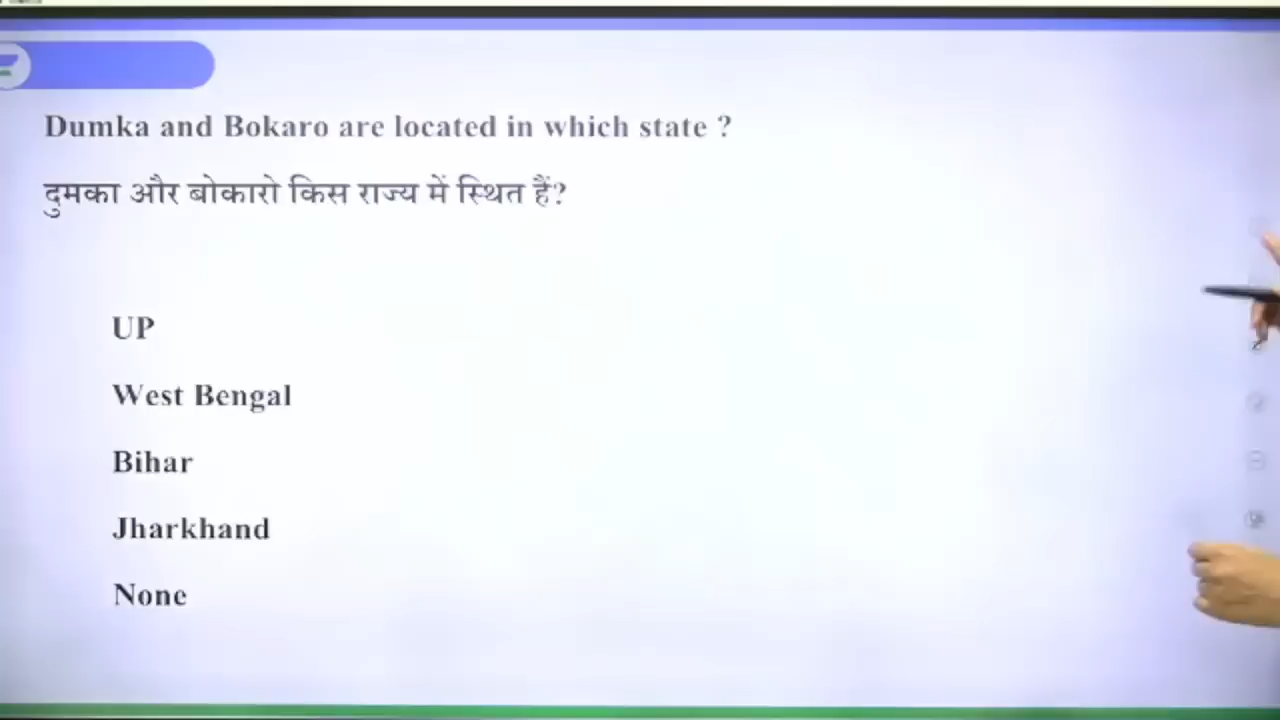 Dumka and Bokaro are located in which state ?
दुमका और बोकारो किस राज्य में स्थित हैं?
UP
West Bengal
Bihar
Jharkhand
None